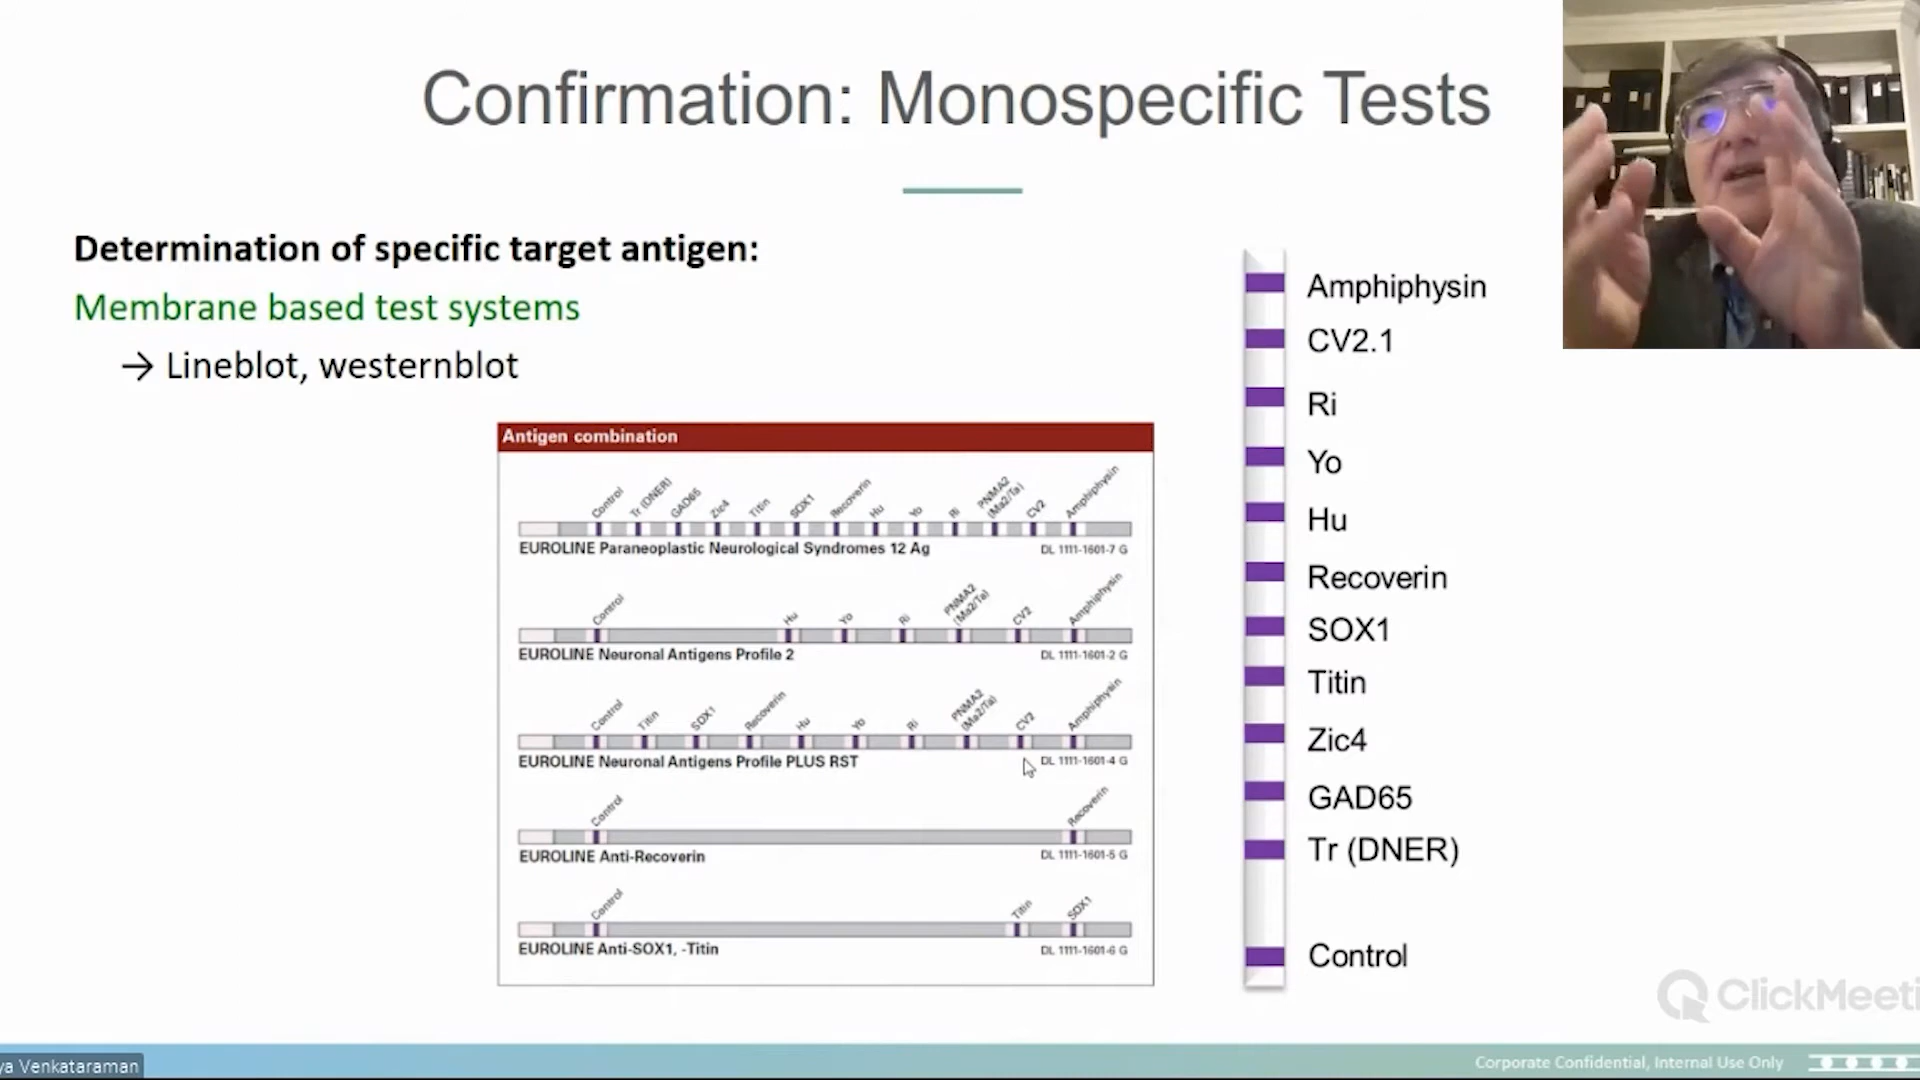 Confirmation: Monospecific Tests
Determination of specific target antigen:
Membrane based test systems
→ Lineblot, westernblot
Antigen combination
Control Tr (DNER) GAD65 Zic4 Titin SOX1 Recoverin Hu Yo Ri PNMA2 (Ma2/Ta) CV2 Amphiphysin
EUROLINE Paraneoplastic Neurological Syndromes 12 Ag DL 1111-1601-7 G
Control Hu Yo Ri PNMA2 (Ma2/Ta) CV2 Amphiphysin
EUROLINE Neuronal Antigens Profile 2 DL 1111-1601-2 G
Control Titin SOX1 Recoverin Hu Yo Ri PNMA2 (Ma2/Ta) CV2 Amphiphysin
EUROLINE Neuronal Antigens Profile PLUS RST DL 1111-1601-4 G
Control Recoverin
EUROLINE Anti-Recoverin DL 1111-1601-5 G
Control Titin SOX1
EUROLINE Anti-SOX1, -Titin DL 1111-1601-6 G
Amphiphysin
CV2.1
Ri
Yo
Hu
Recoverin
SOX1
Titin
Zic4
GAD65
Tr (DNER)
Control
ClickMeeti
ya Venkataraman
Corporate Confidential, Internal Use Only